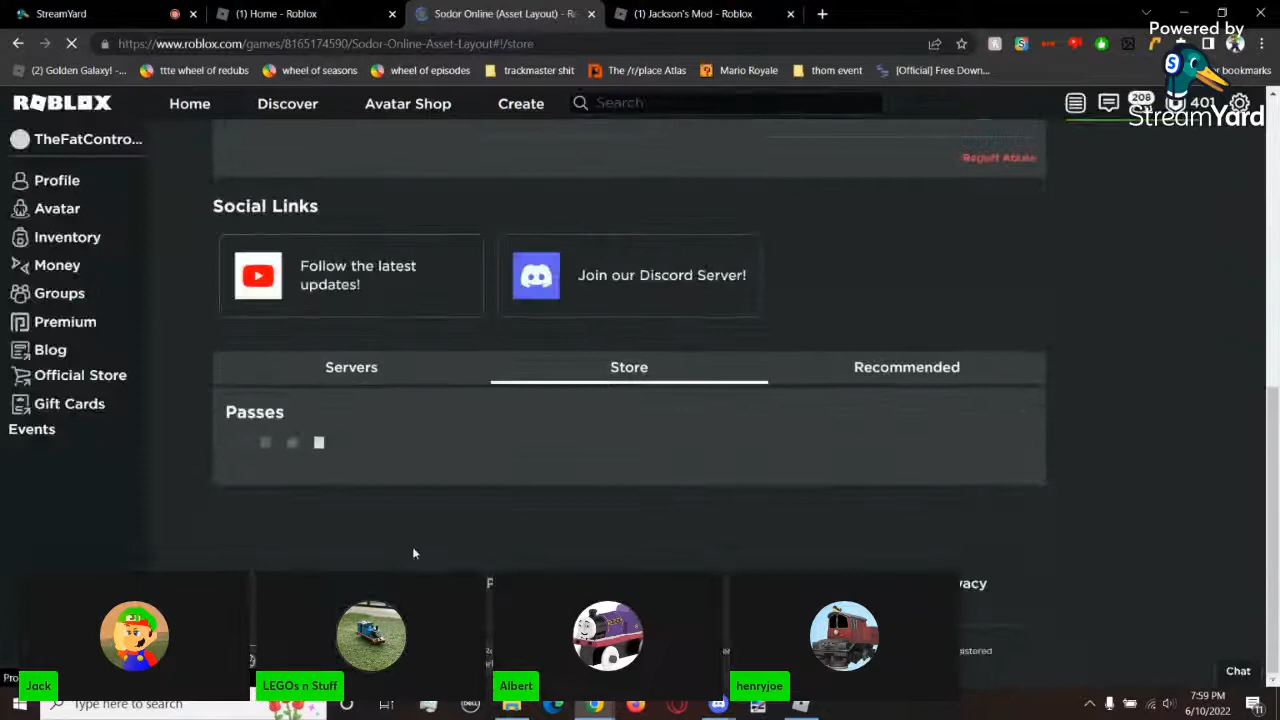 StreamYard
(1) Home - Roblox
Sodor Online (Asset Layout) - Ro
(1) Jackson's Mod - Roblox
Powered by
https://www.roblox.com/games/8165174590/Sodor-Online-Asset-Layout#!/store
(2) Golden Galaxy! -...
ttte wheel of redubs
wheel of seasons
wheel of episode
trackmaster shit
The /r/place Atlas
Mario Royale
thom event
[Official] Free Down...
bookmarks
StreamYard
ROBLOX
Home
Discover
Avatar Shop
Create
Search
208
401
TheFatContro...
Profile
Avatar
Inventory
Money
Groups
Premium
Blog
Official Store
Gift Cards
Events
Report Abuse
Social Links
Follow the latest
updates!
Join our Discord Server!
Servers
Store
Recommended
Passes
vacy
istered
Jack
LEGOs n Stuff
Albert
henryjoe
Chat
Type here to search
7:59 PM
6/10/2022
11